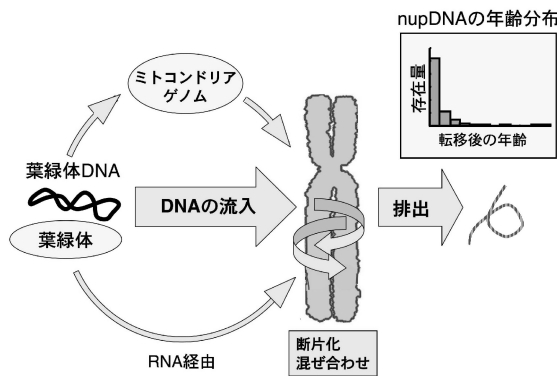 nupDNAの年齢分布
存在量
転移後の年齢
ミトコンドリア
ゲノム
葉緑体DNA
葉緑体
DNAの流入
排出
RNA経由
断片化
混ぜ合わせ